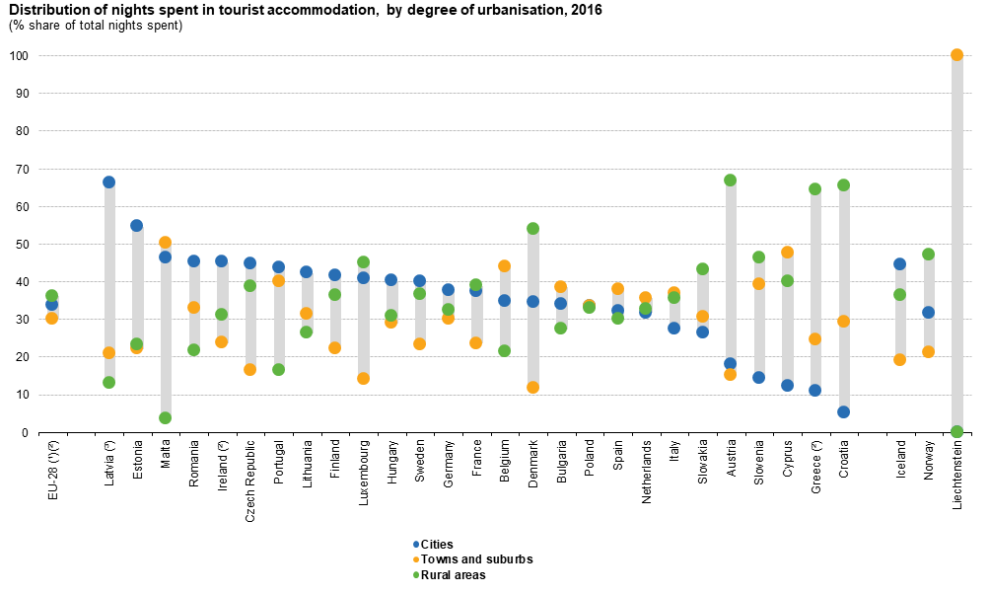 Distribution of nights spent in tourist accommodation, by degree of urbanisation, 2016
(% share of total nights spent)
100
90
80
70
60
50
40
30
20
10
0
EU-28 (¹)(²)
Latvia (³)
Estonia
Malta
Romania
Ireland (²)
Czech Republic
Portugal
Lithuania
Finland
Luxembourg
Hungary
Sweden
Germany
France
Belgium
Denmark
Bulgaria
Poland
Spain
Netherlands
Italy
Slovakia
Austria
Slovenia
Cyprus
Greece (²)
Croatia
Iceland
Norway
Liechtenstein
Cities
Towns and suburbs
Rural areas